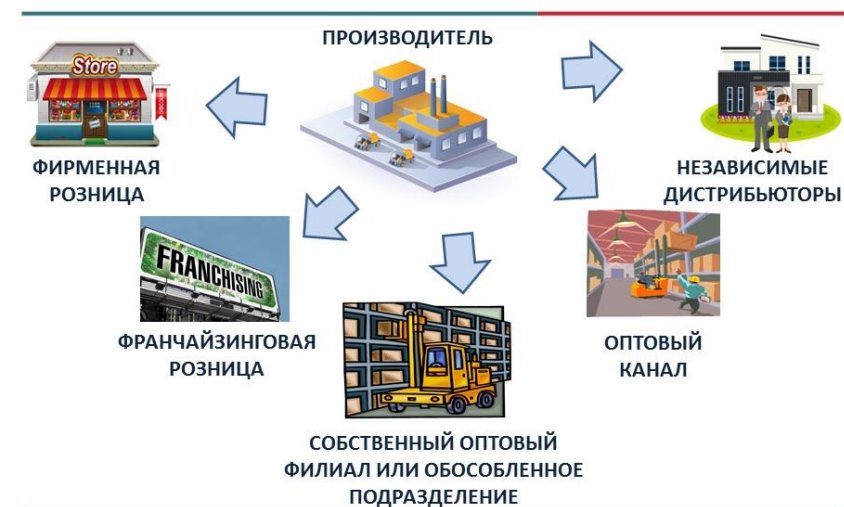 ПРОИЗВОДИТЕЛЬ
Store
ФИРМЕННАЯ
РОЗНИЦА
НЕЗАВИСИМЫЕ
ДИСТРИБЬЮТОРЫ
FRANCHISING
ФРАНЧАЙЗИНГОВАЯ
РОЗНИЦА
ОПТОВЫЙ
КАНАЛ
СОБСТВЕННЫЙ ОПТОВЫЙ
ФИЛИАЛ ИЛИ ОБОСОБЛЕННОЕ
ПОДРАЗДЕЛЕНИЕ